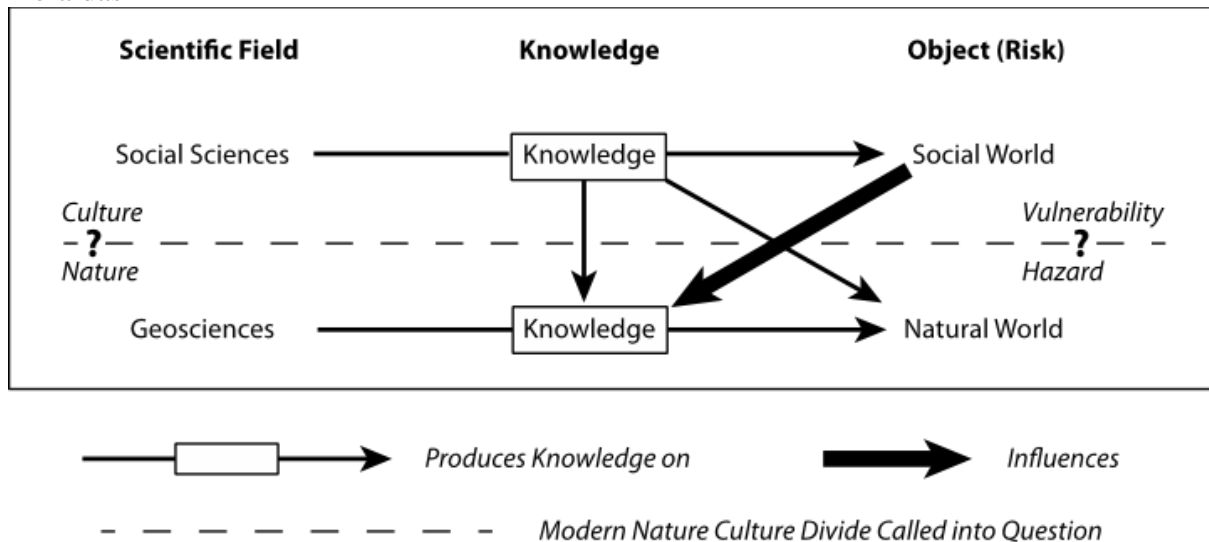 Scientific Field Knowledge Object (Risk)
Social Sciences Knowledge Social World
Culture Vulnerability
? ?
Nature Hazard
Geosciences Knowledge Natural World
Produces Knowledge on Influences
Modern Nature Culture Divide Called into Question